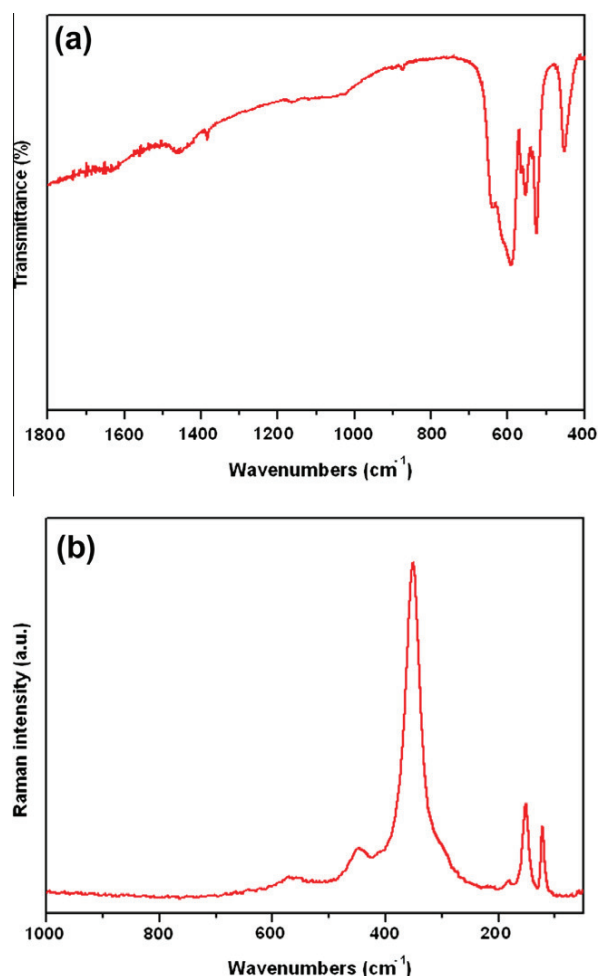 (a)
Transmittance (%)
1800 1600 1400 1200 1000 800 600 400
Wavenumbers (cm⁻¹)
(b)
Raman intensity (a.u.)
1000 800 600 400 200
Wavenumbers (cm⁻¹)